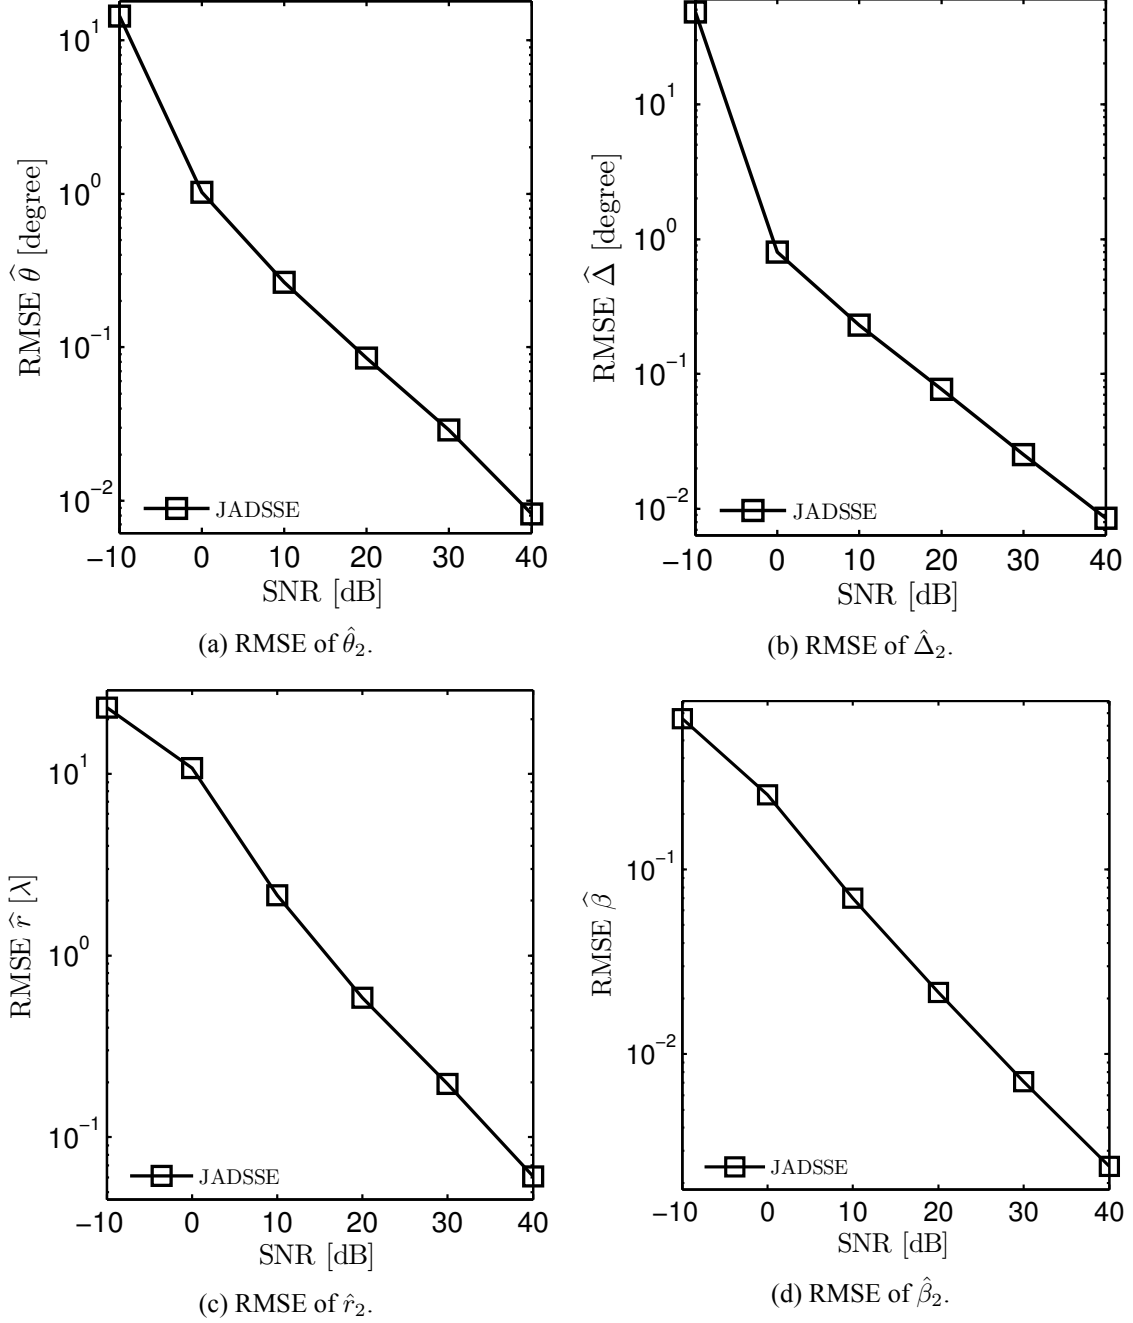 10^1
10^0
10^-1
10^-2
RMSE θ̂ [degree]
JADSSE
−10 0 10 20 30 40
SNR [dB]
(a) RMSE of θ̂₂.
10^1
10^0
10^-1
10^-2
RMSE Δ̂ [degree]
JADSSE
−10 0 10 20 30 40
SNR [dB]
(b) RMSE of Δ̂₂.
10^1
10^0
10^-1
RMSE r̂ [λ]
JADSSE
−10 0 10 20 30 40
SNR [dB]
(c) RMSE of r̂₂.
10^-1
10^-2
RMSE β̂
JADSSE
−10 0 10 20 30 40
SNR [dB]
(d) RMSE of β̂₂.